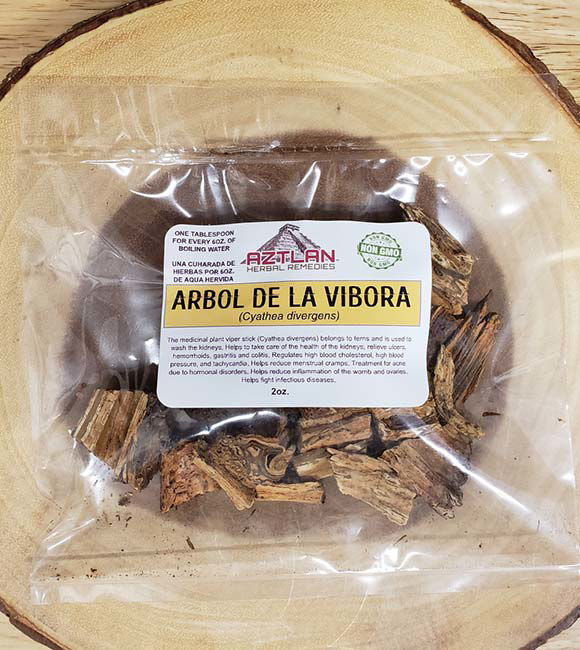 ONE TABLESPOON
FOR EVERY 6OZ. OF
BOILING WATER
UNA CUHARADA DE
HIERBAS POR 6OZ.
DE AQUA HERVIDA
AZTLAN
HERBAL REMEDIES
NON GMO
ARBOL DE LA VIBORA
(Cyathea divergens)
The medicinal plant viper stick (Cyathea divergens) belongs to ferns and is used to
wash the kidneys. Helps to take care of the health of the kidneys, relieve ulcers,
hemorrhoids, gastritis and colitis. Regulates high blood cholesterol, high blood
pressure, and tachycardia. Helps reduce menstrual cramps. Treatment for acne
due to hormonal disorders. Helps reduce inflamation of the womb and ovaries.
Helps fight infectious diseases.
2oz.